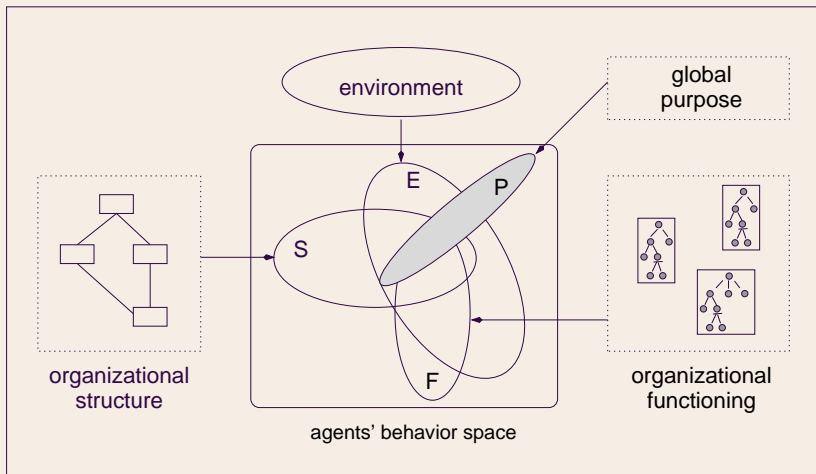 environment
global
purpose
E
P
S
F
organizational
structure
organizational
functioning
agents' behavior space